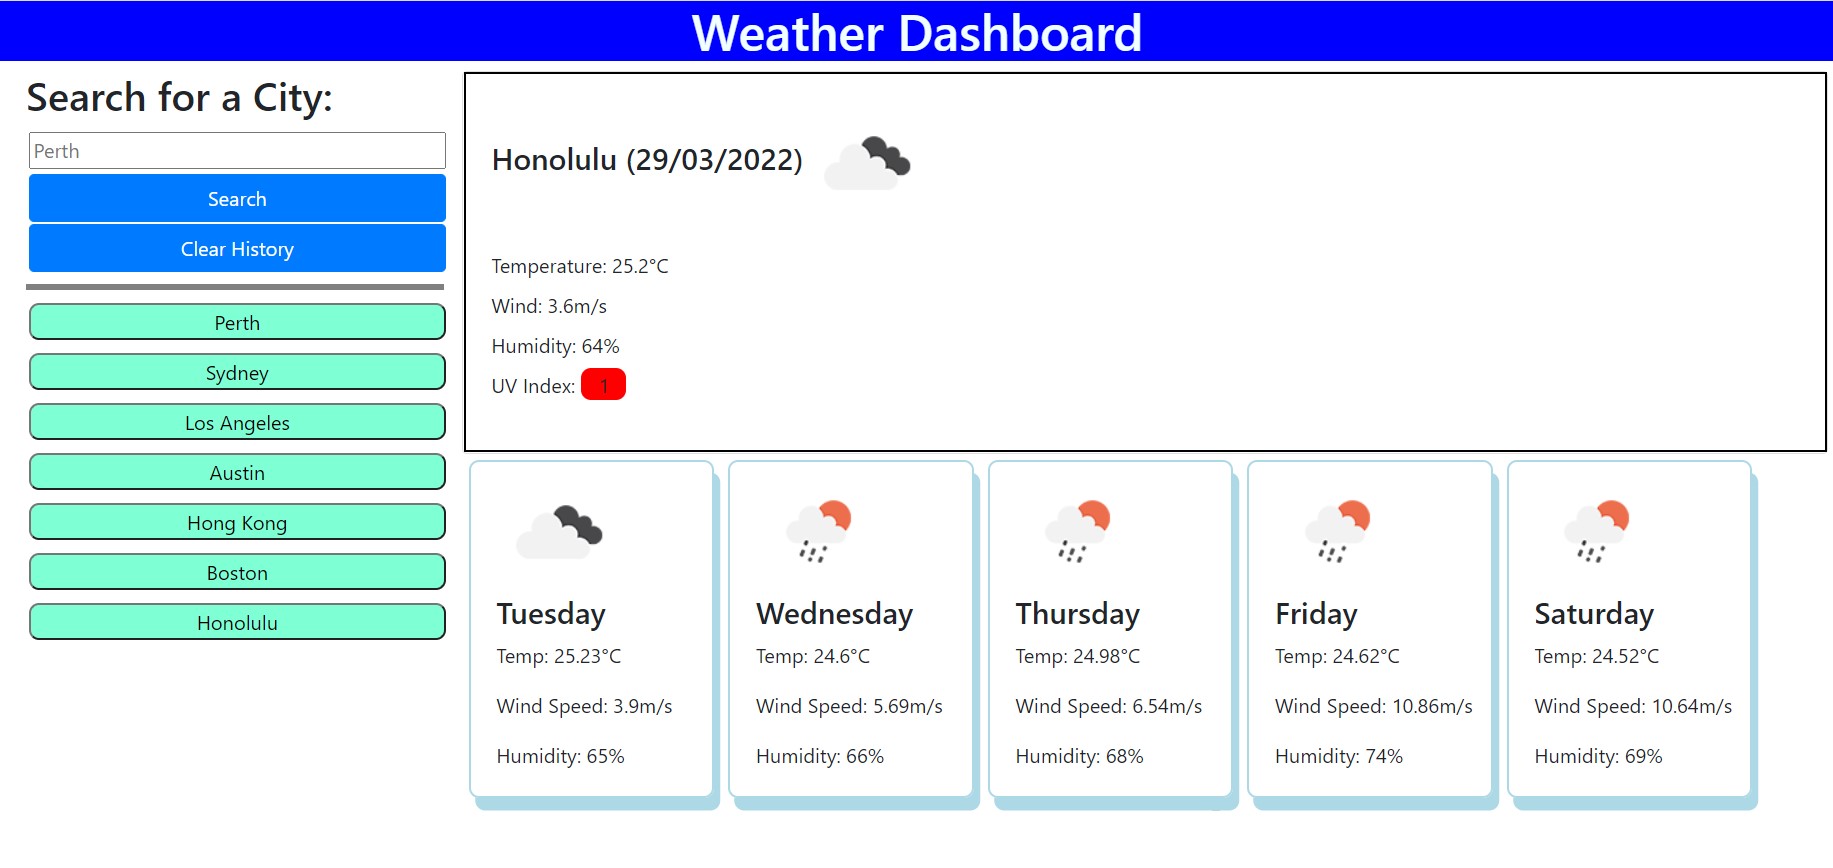 Weather Dashboard
Search for a City:
Perth
Search
Clear History
Perth
Sydney
Los Angeles
Austin
Hong Kong
Boston
Honolulu
Honolulu (29/03/2022)
Temperature: 25.2°C
Wind: 3.6m/s
Humidity: 64%
UV Index: 1
Tuesday
Temp: 25.23°C
Wind Speed: 3.9m/s
Humidity: 65%
Wednesday
Temp: 24.6°C
Wind Speed: 5.69m/s
Humidity: 66%
Thursday
Temp: 24.98°C
Wind Speed: 6.54m/s
Humidity: 68%
Friday
Temp: 24.62°C
Wind Speed: 10.86m/s
Humidity: 74%
Saturday
Temp: 24.52°C
Wind Speed: 10.64m/s
Humidity: 69%